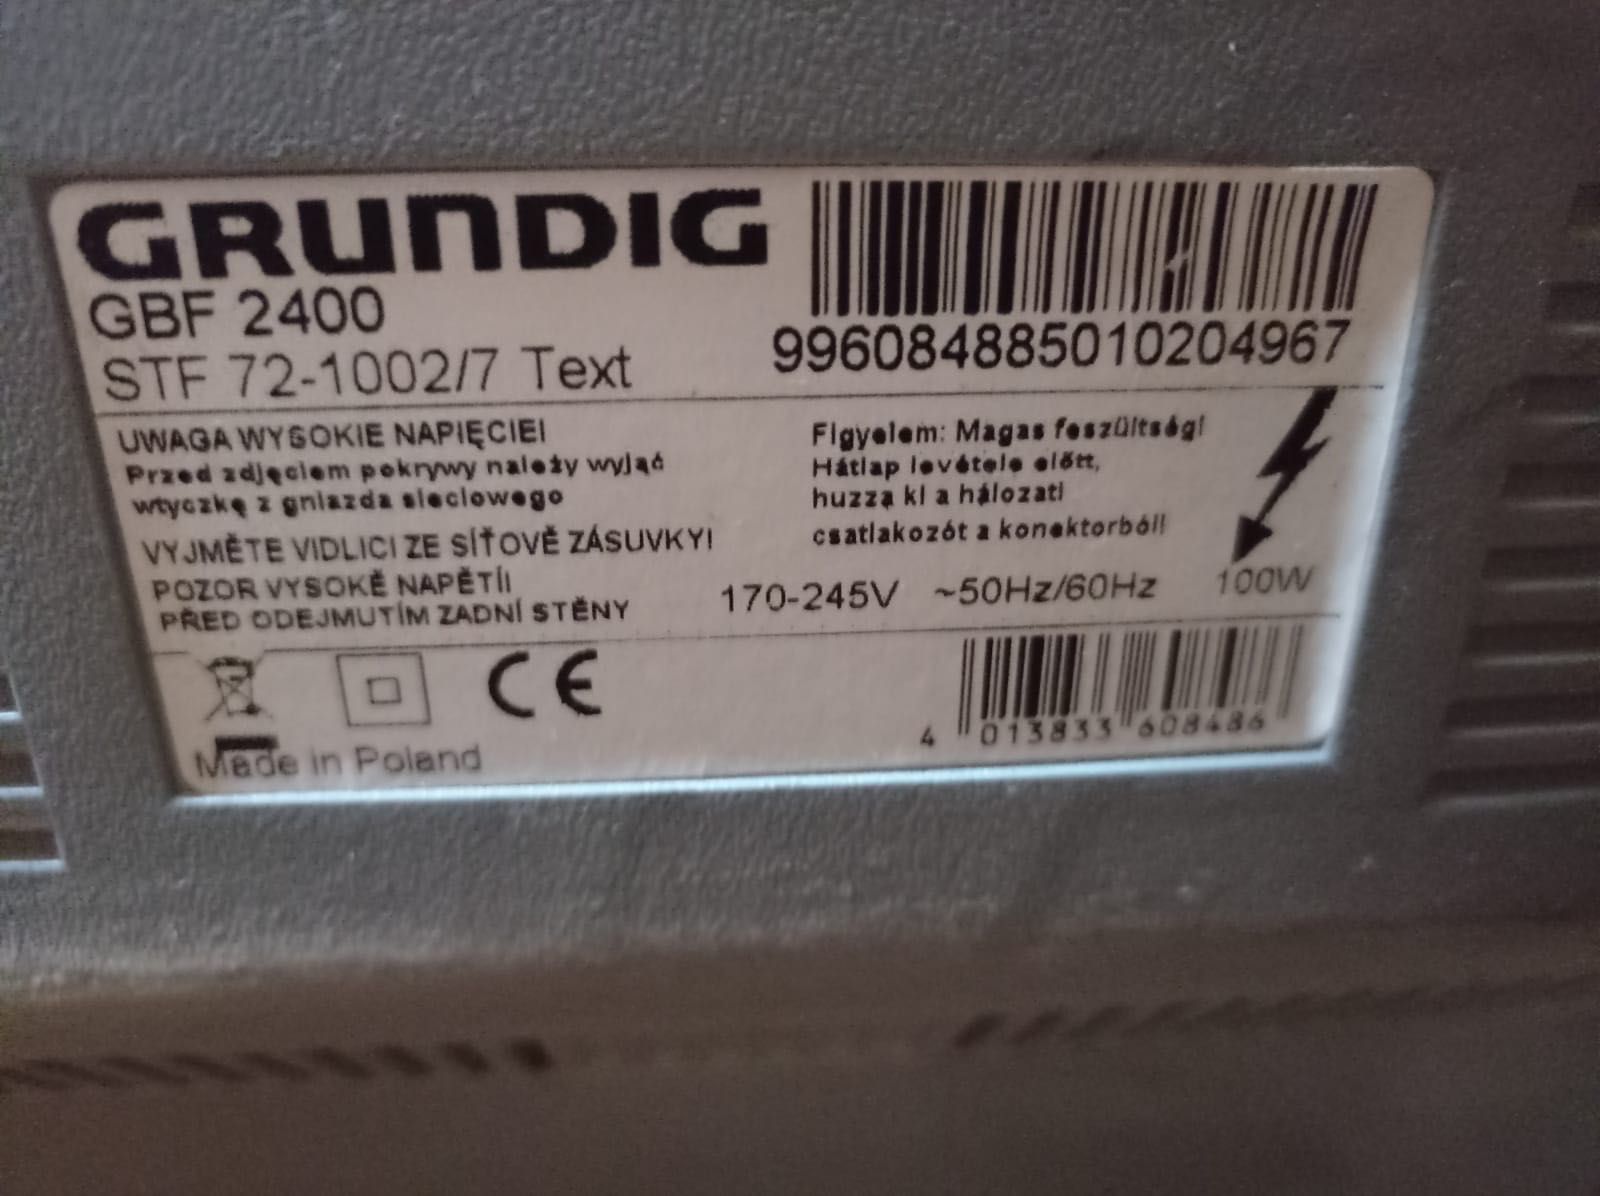 GRUNDIG
GBF 2400
STF 72-1002/7 Text
996084885010204967
UWAGA WYSOKIE NAPIĘCIE!
Przed zdjęciem pokrywy należy wyjąć
wtyczkę z gniazda sieciowego
VYJMĚTE VIDLICI ZE SÍŤOVÉ ZÁSUVKY!
POZOR VYSOKÉ NAPĚTÍ!
PŘED ODEJMUTÍM ZADNÍ STĚNY
Figyelem: Magas feszültség!
Hátlap levétele előtt,
huzza ki a hálozati
csatlakozót a konektorból!
170-245V ~50Hz/60Hz 100W
CE
Made in Poland
4 013833 608486